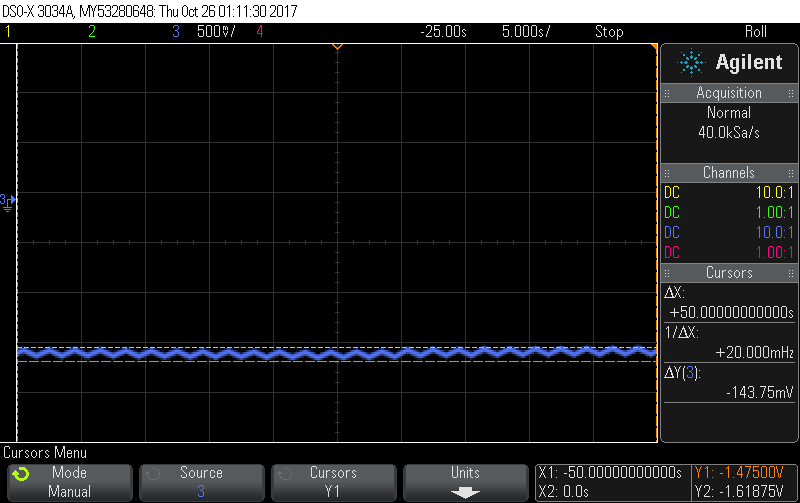 DSO-X 3034A, MY53280648: Thu Oct 26 01:11:30 2017
1 2 3 500mV/ 4 -25.00s 5.000s/ Stop Roll
Agilent
Acquisition
Normal
40.0kSa/s
Channels
DC 10.0:1
DC 1.00:1
DC 10.0:1
DC 1.00:1
Cursors
ΔX:
+50.00000000000s
1/ΔX:
+20.000mHz
ΔY(3):
-143.75mV
3
Cursors Menu
Mode
Manual
Source
3
Cursors
Y1
Units
X1: -50.00000000000s
X2: 0.0s
Y1: -1.47500V
Y2: -1.61875V